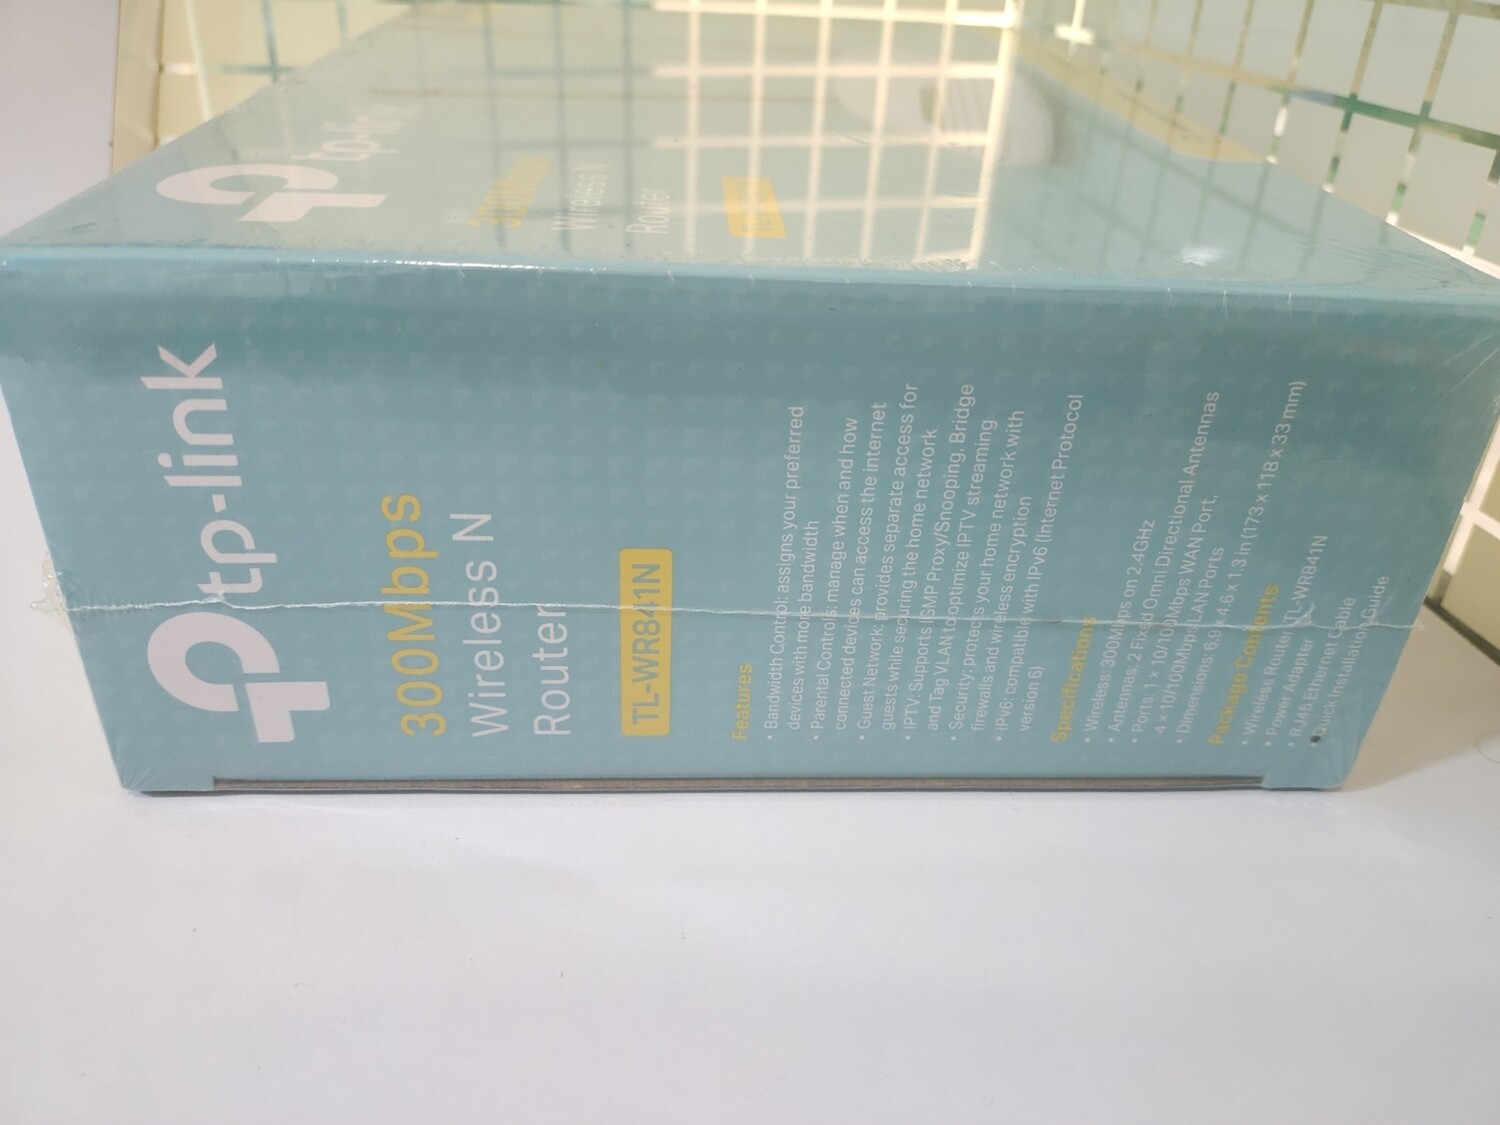 tp-link
300Mbps
Wireless N
Router
tp-link
300Mbps
Wireless N
Router
TL-WR841N
Features
• Bandwidth Control: assigns your preferred
devices with more bandwidth
• Parental Controls: manage when and how
connected devices can access the internet
• Guest Network: provides separate access for
guests while securing the home network
• IPTV: Supports IGMP Proxy/Snooping, Bridge
and Tag VLAN to optimize IPTV streaming
• Security: protects your home network with
firewalls and wireless encryption
• IPv6: compatible with IPv6 (Internet Protocol
version 6)
Specifications
• Wireless: 300Mbps on 2.4GHz
• Antennas: 2 Fixed Omni Directional Antennas
• Ports: 1 × 10/100Mbps WAN Port,
4 × 10/100Mbps LAN Ports
• Dimensions: 6.9 x 4.6 x 1.3 in (173 x 118 x 33 mm)
Package Contents
• Wireless Router TL-WR841N
• Power Adapter
• RJ45 Ethernet Cable
• Quick Installation Guide